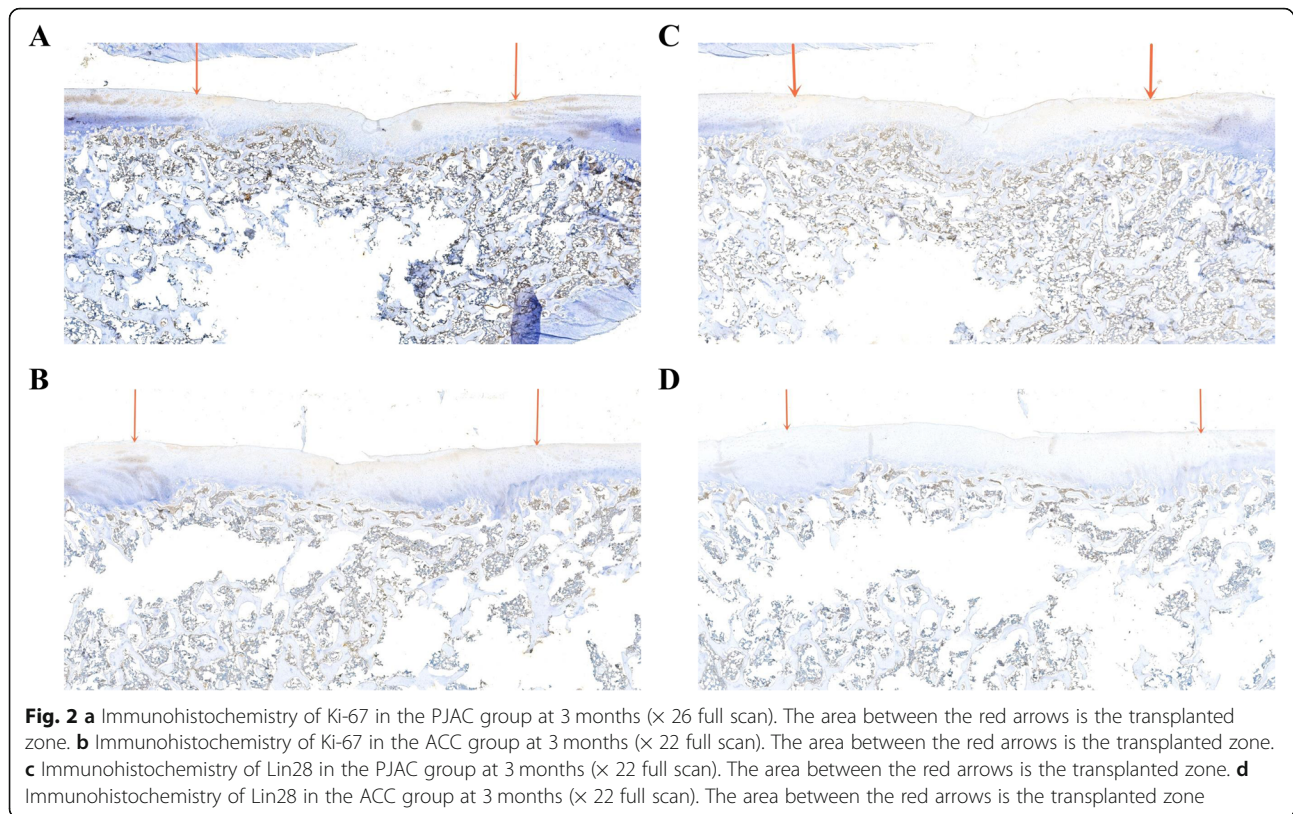 A
C
B
D
Fig. 2 a Immunohistochemistry of Ki-67 in the PJAC group at 3 months (× 26 full scan). The area between the red arrows is the transplanted
zone. b Immunohistochemistry of Ki-67 in the ACC group at 3 months (× 22 full scan). The area between the red arrows is the transplanted zone.
c Immunohistochemistry of Lin28 in the PJAC group at 3 months (× 22 full scan). The area between the red arrows is the transplanted zone. d
Immunohistochemistry of Lin28 in the ACC group at 3 months (× 22 full scan). The area between the red arrows is the transplanted zone